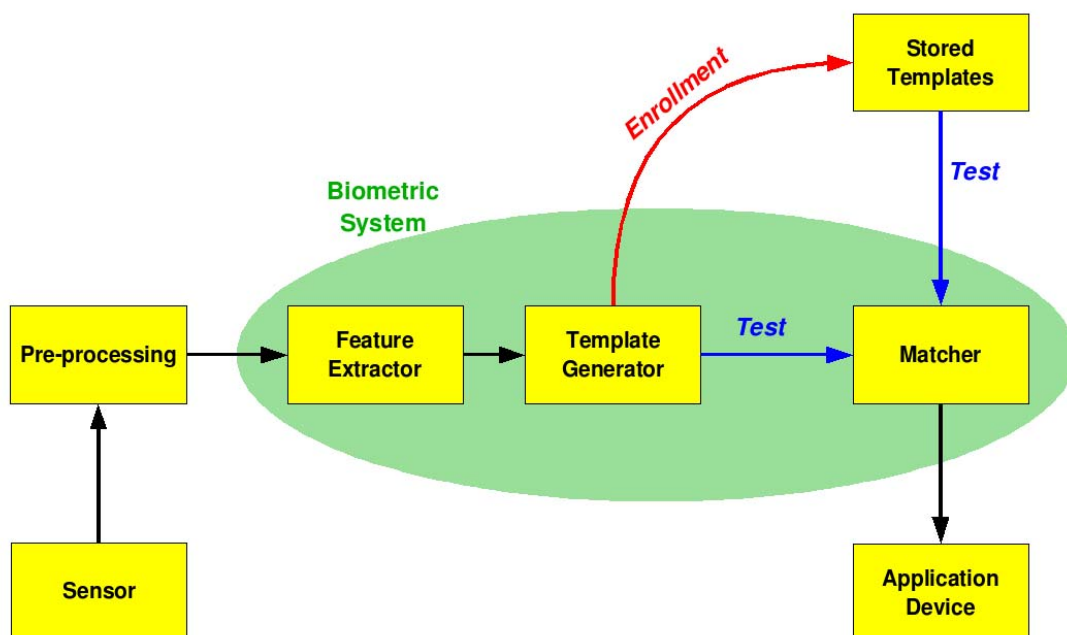 Stored
Templates
Enrollment
Test
Biometric
System
Pre-processing
Feature
Extractor
Template
Generator
Test
Matcher
Sensor
Application
Device